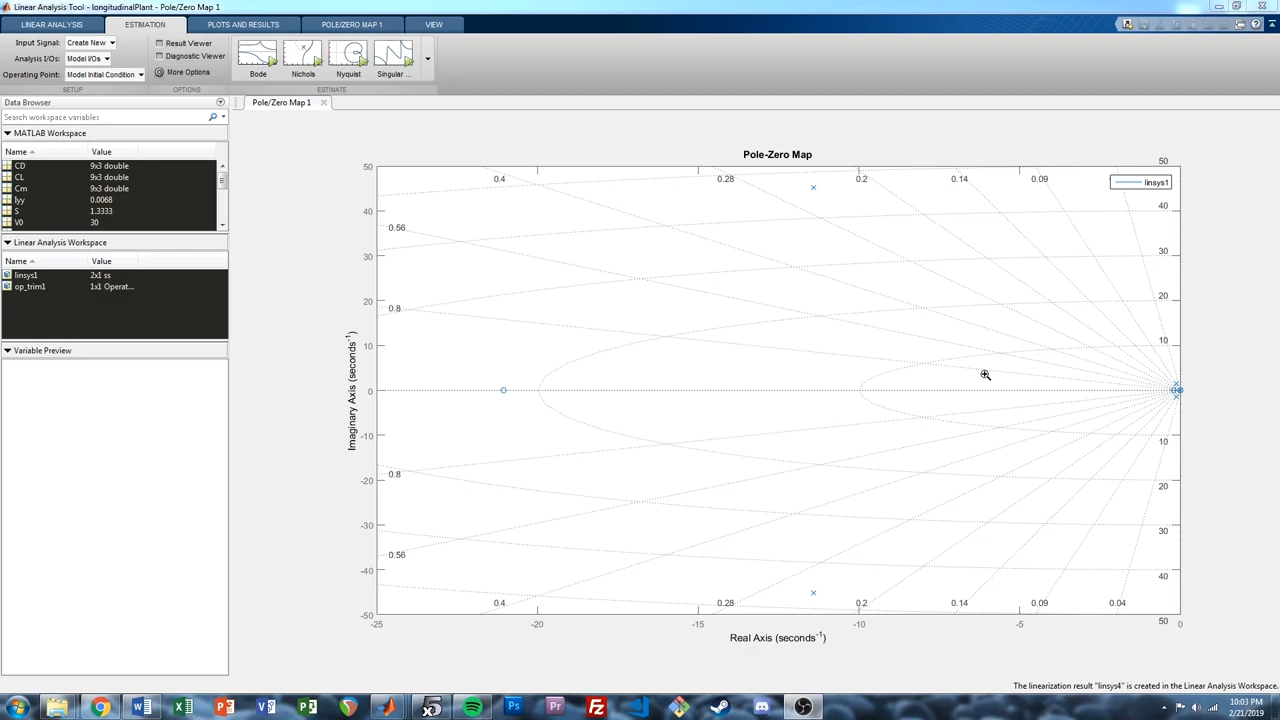 Linear Analysis Tool - longitudinalPlant - Pole/Zero Map 1
LINEAR ANALYSIS ESTIMATION PLOTS AND RESULTS POLE/ZERO MAP 1 VIEW
Input Signal: Create New
Analysis I/Os: Model I/Os
Operating Point: Model Initial Condition
SETUP
Result Viewer
Diagnostic Viewer
More Options
OPTIONS
Bode Nichols Nyquist Singular ...
ESTIMATE
Data Browser
Search workspace variables
MATLAB Workspace
Name Value
CD 9x3 double
CL 9x3 double
Cm 9x3 double
Iyy 0.0068
S 1.3333
V0 30
Linear Analysis Workspace
Name Value
linsys1 2x1 ss
op_trim1 1x1 Operat...
Variable Preview
Pole/Zero Map 1
Pole-Zero Map
linsys1
50
40
30
20
10
0
-10
-20
-30
-40
-50
0.4 0.28 0.2 0.14 0.09
0.56
0.8
0.8
0.56
0.4 0.28 0.2 0.14 0.09 0.04
50
40
30
20
10
10
20
30
40
50
-25 -20 -15 -10 -5 0
Imaginary Axis (seconds-1)
Real Axis (seconds-1)
The linearization result "linsys4" is created in the Linear Analysis Workspace.
10:03 PM
2/21/2019